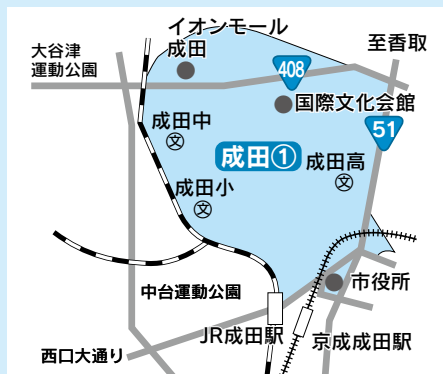 イオンモール
成田
至香取
大谷津
運動公園
408
国際文化会館
51
成田中
文
成田①
成田高
文
成田小
文
中台運動公園
市役所
JR成田駅
京成成田駅
西口大通り